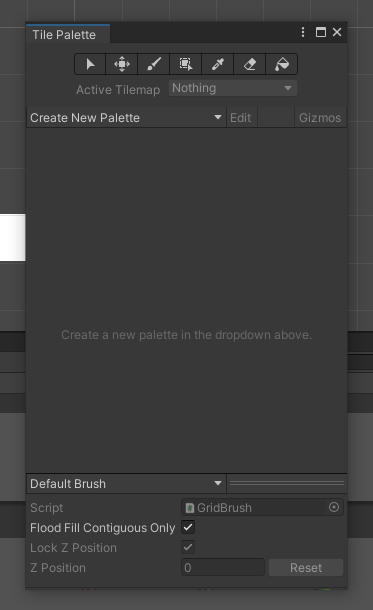 Tile Palette
Active Tilemap Nothing
Create New Palette Edit Gizmos
Create a new palette in the dropdown above.
Default Brush
Script GridBrush
Flood Fill Contiguous Only
Lock Z Position
Z Position 0 Reset